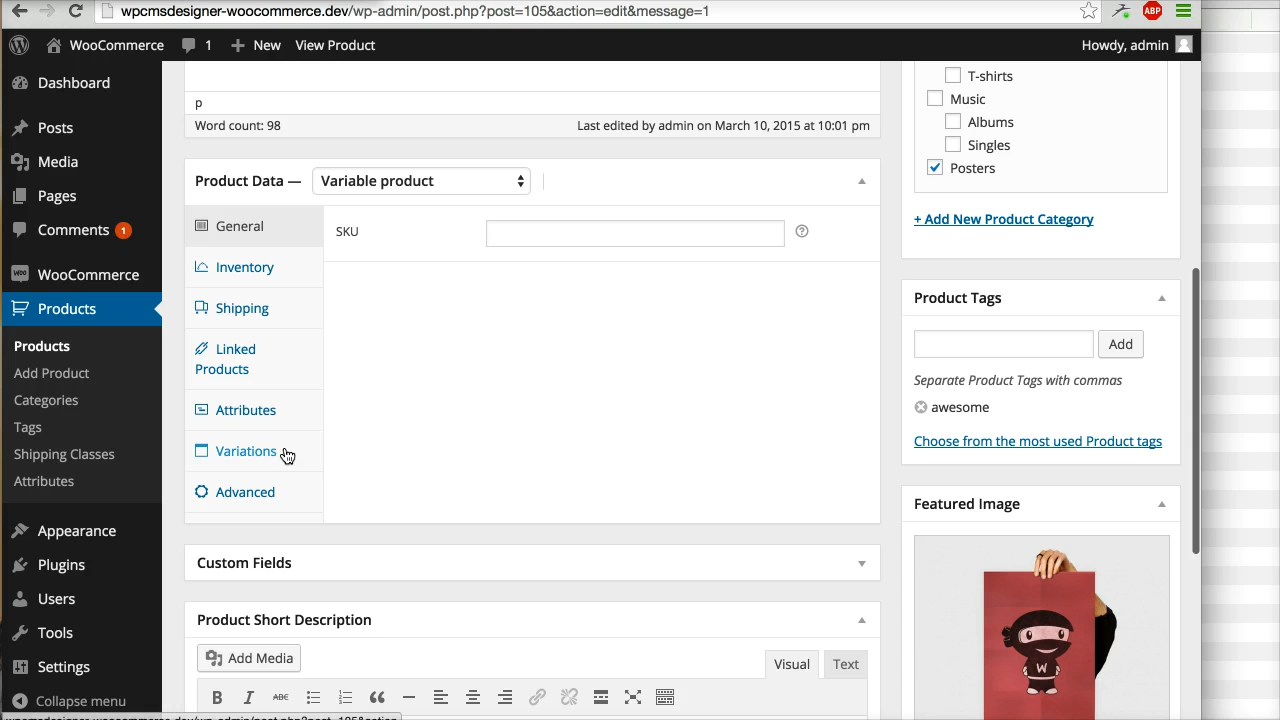 wpcmsdesigner-woocommerce.dev/wp-admin/post.php?post=105&action=edit&message=1
ABP
WooCommerce 1 New View Product Howdy, admin
Dashboard
Posts
Media
Pages
Comments 1
WooCommerce
Products
Products
Add Product
Categories
Tags
Shipping Classes
Attributes
Appearance
Plugins
Users
Tools
Settings
Collapse menu
p
Word count: 98 Last edited by admin on March 10, 2015 at 10:01 pm
Product Data — Variable product
General
Inventory
Shipping
Linked
Products
Attributes
Variations
Advanced
SKU
Custom Fields
Product Short Description
Add Media
Visual Text
B I ABC
T-shirts
Music
Albums
Singles
Posters
+ Add New Product Category
Product Tags
Add
Separate Product Tags with commas
awesome
Choose from the most used Product tags
Featured Image
W